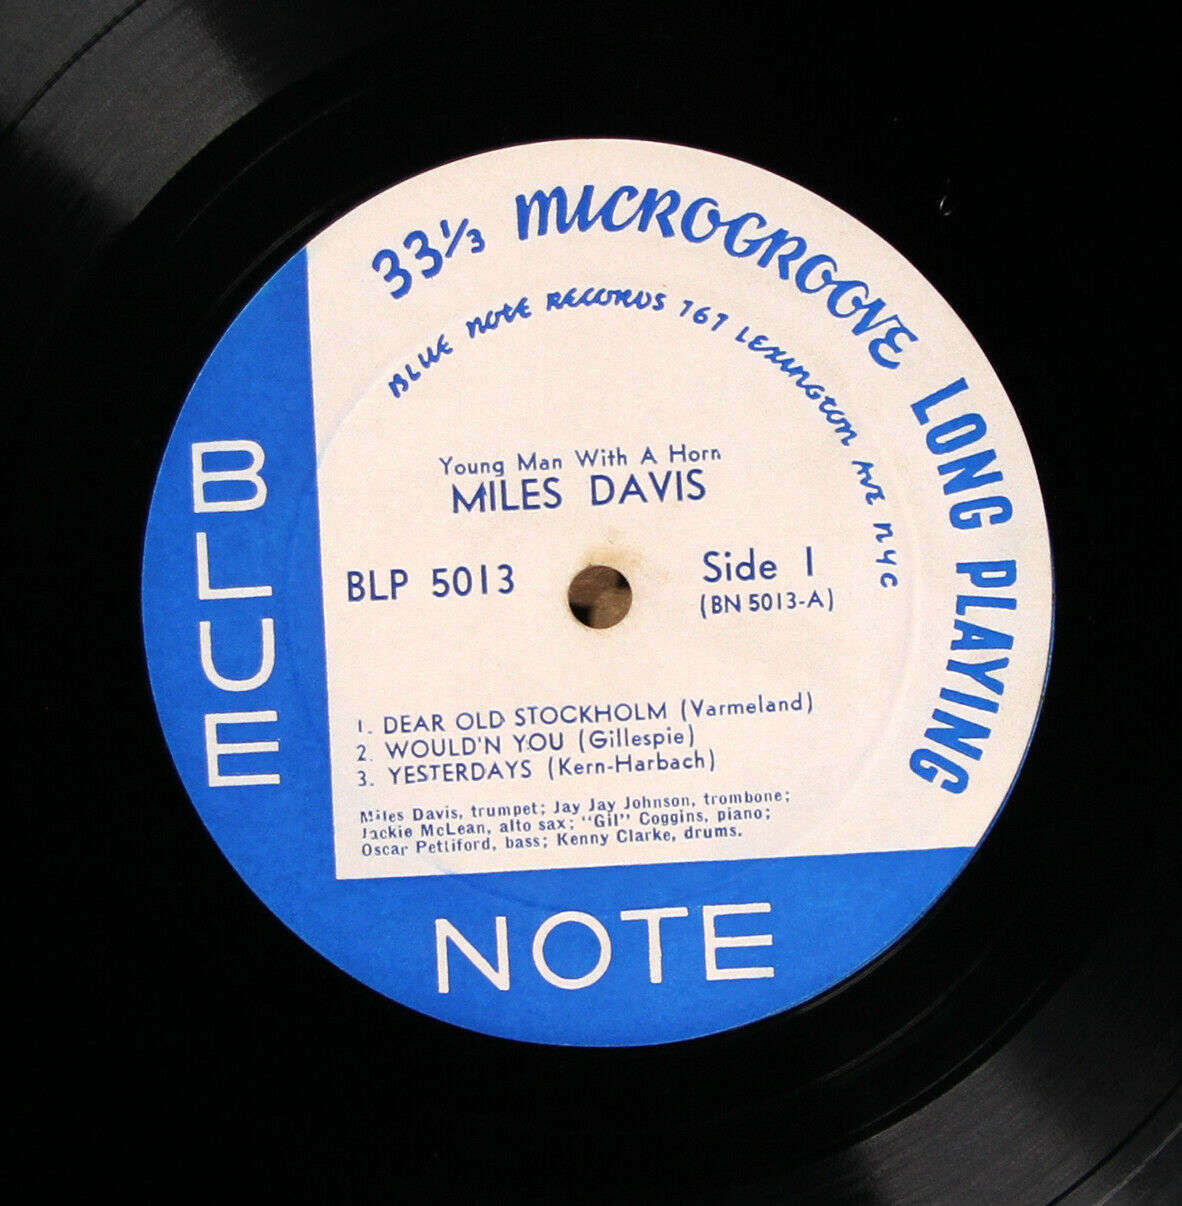 33⅓ MICROGROOVE LONG PLAYING
BLUE NOTE RECORDS 767 LEXINGTON AVE NYC
Young Man With A Horn
MILES DAVIS
BLP 5013
Side 1
(BN 5013-A)
1. DEAR OLD STOCKHOLM (Varmeland)
2. WOULD'N YOU (Gillespie)
3. YESTERDAYS (Kern-Harbach)
Miles Davis, trumpet; Jay Jay Johnson, trombone;
Jackie McLean, alto sax; "Gil" Coggins, piano;
Oscar Petliford, bass; Kenny Clarke, drums.
BLUE
NOTE